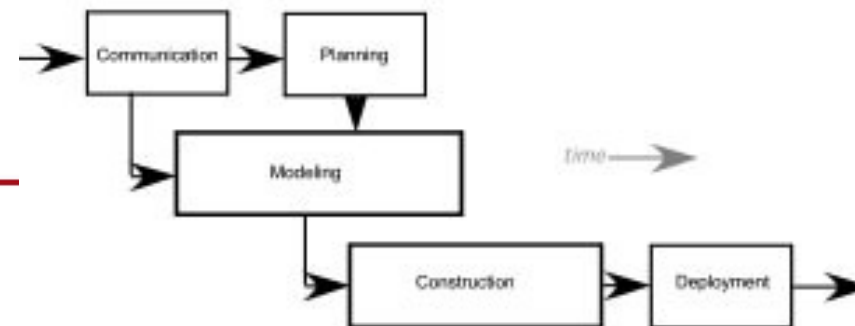 Communication
Planning
Modeling
time
Construction
Deployment